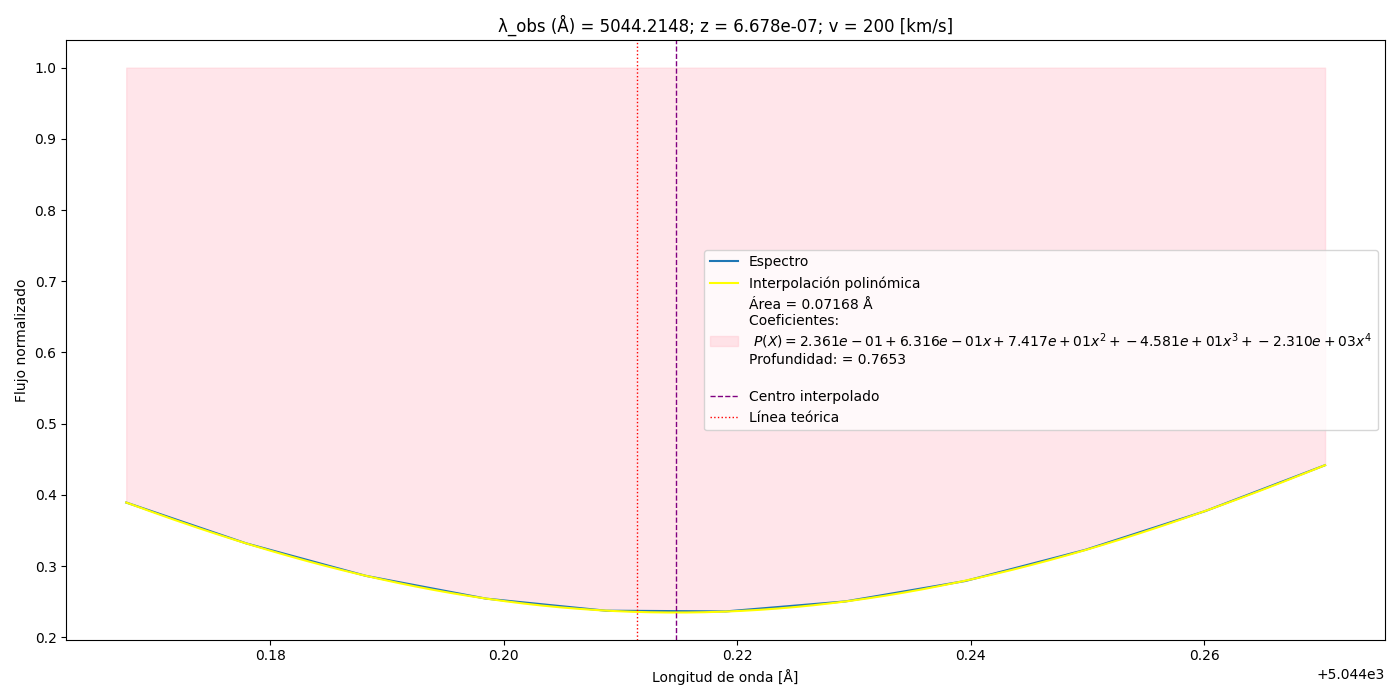 λ_obs (Å) = 5044.2148; z = 6.678e-07; v = 200 [km/s]
Flujo normalizado
1.0
0.9
0.8
0.7
0.6
0.5
0.4
0.3
0.2
Espectro
Interpolación polinómica
Área = 0.07168 Å
Coeficientes:
P(X) = 2.361e − 01 + 6.316e − 01x + 7.417e + 01x² + −4.581e + 01x³ + −2.310e + 03x⁴
Profundidad: = 0.7653
Centro interpolado
Línea teórica
0.18 0.20 0.22 0.24 0.26
+5.044e3
Longitud de onda [Å]